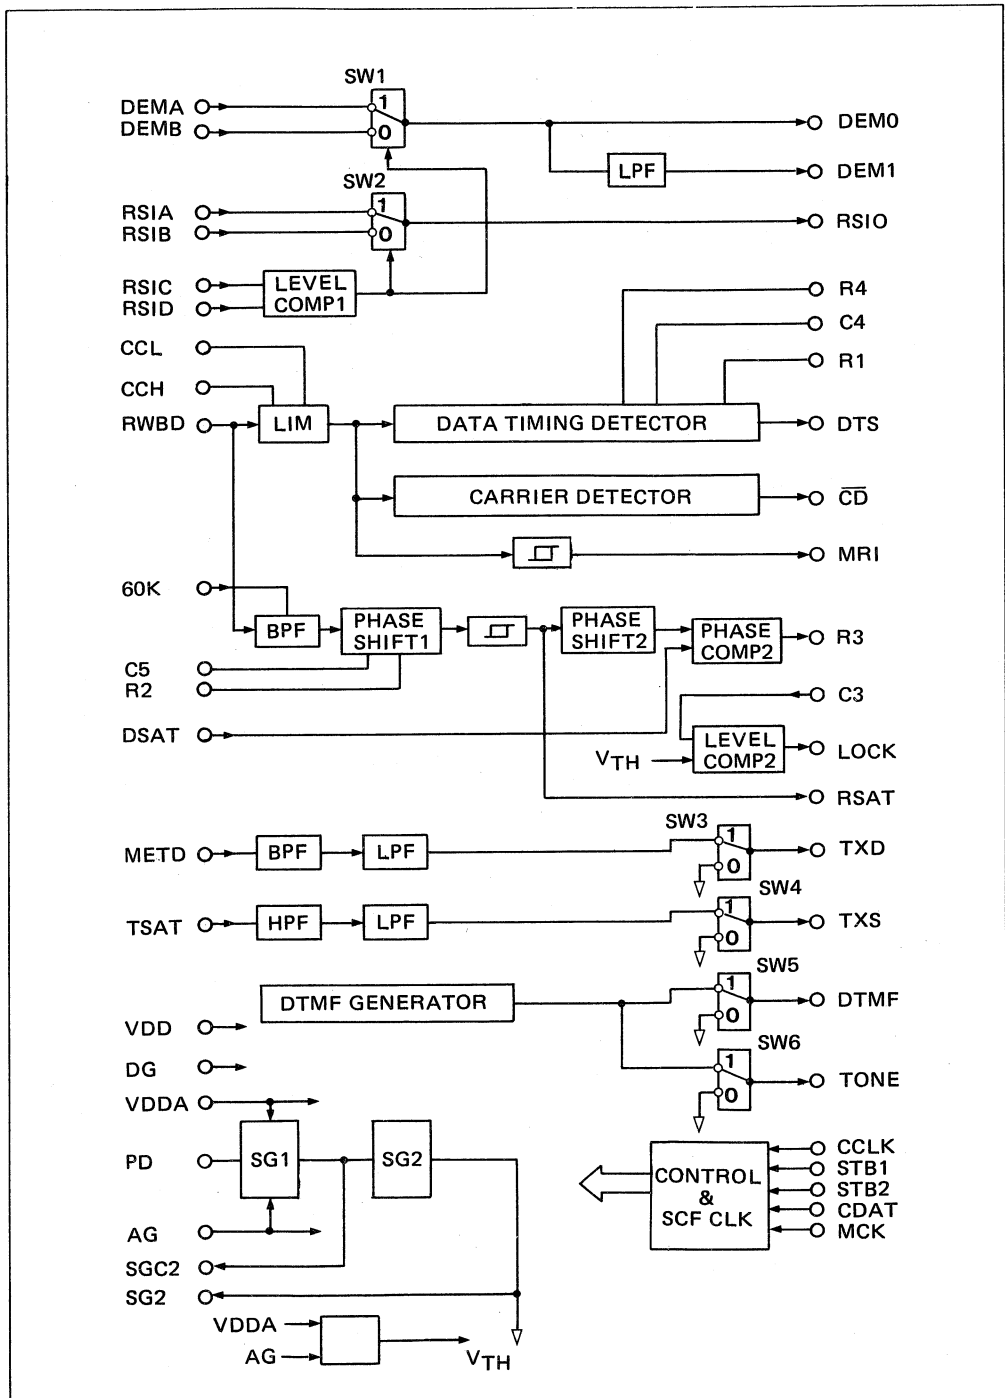 SW1
DEMA
1
DEMB
0
DEMO
LPF
DEM1
SW2
RSIA
1
RSIB
0
RSIO
RSIC
RSID
LEVEL
COMP1
R4
CCL
C4
CCH
R1
RWBD
LIM
DATA TIMING DETECTOR
DTS
CARRIER DETECTOR
CD
MRI
60K
BPF
PHASE
SHIFT1
PHASE
SHIFT2
PHASE
COMP2
R3
C5
R2
C3
DSAT
VTH
LEVEL
COMP2
LOCK
RSAT
SW3
METD
BPF
LPF
1
0
TXD
SW4
TSAT
HPF
LPF
1
0
TXS
SW5
DTMF GENERATOR
1
0
DTMF
VDD
SW6
DG
1
0
TONE
VDDA
PD
SG1
SG2
CONTROL
&
SCF CLK
CCLK
STB1
STB2
CDAT
MCK
AG
SGC2
SG2
VDDA
AG
VTH